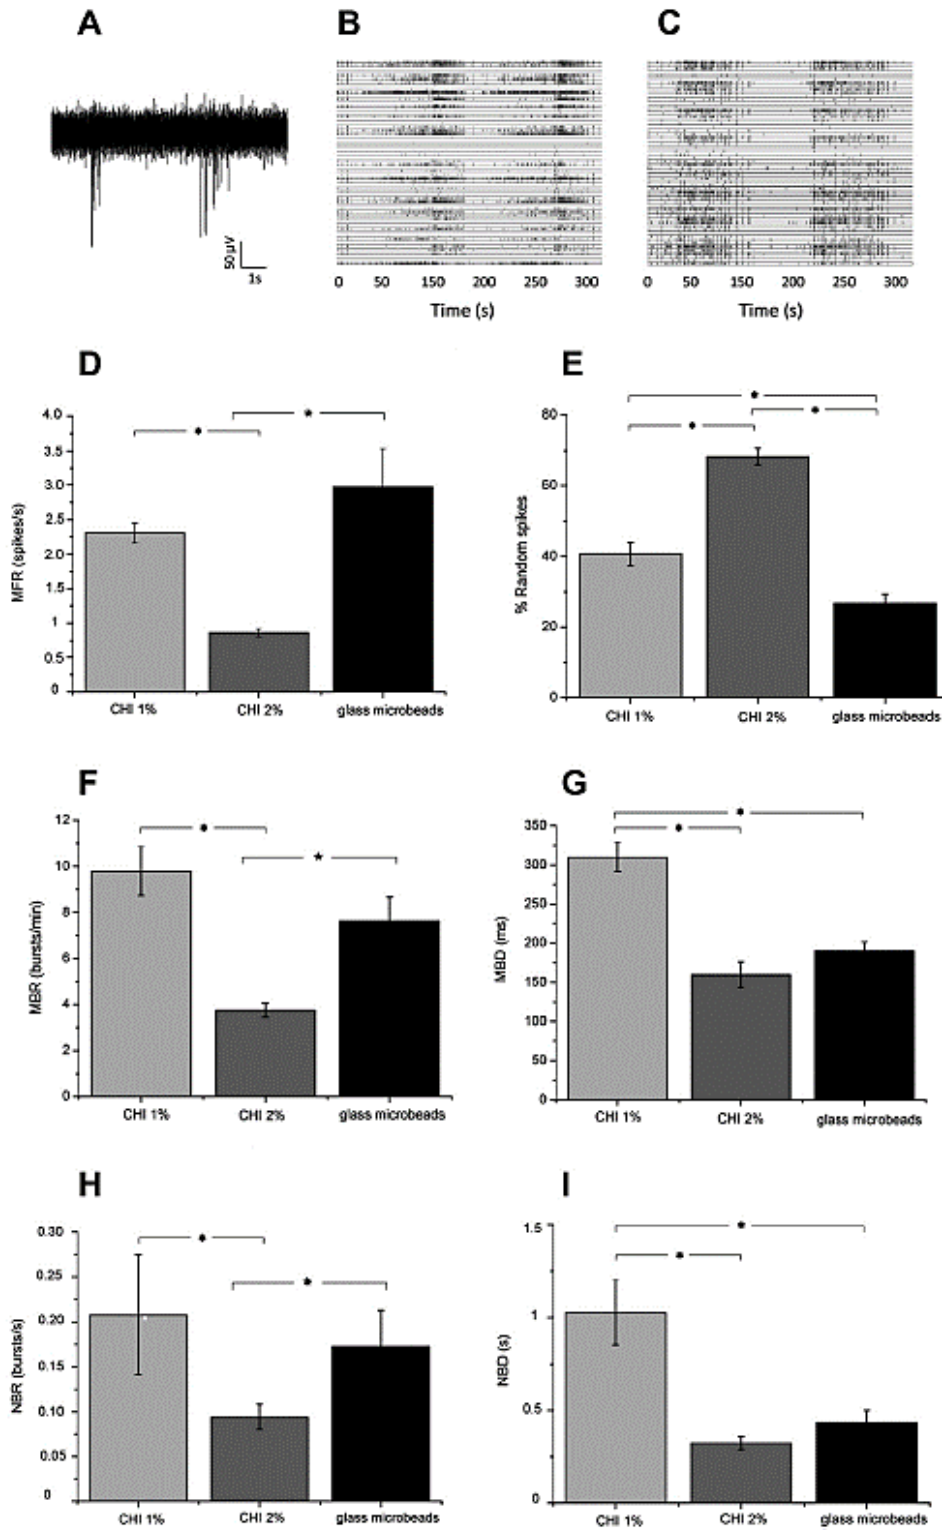 A
B
C
50 µV
1s
0 50 150 200 250 300
Time (s)
0 50 150 200 250 300
Time (s)
D
4.0
3.5
3.0
2.5
2.0
1.5
1
0.5
0
MFR (spikes/s)
CHI 1% CHI 2% glass microbeads
E
80
60
40
20
0
% Random spikes
CHI 1% CHI 2% glass microbeads
F
12
10
8
6
4
2
0
MBR (bursts/min)
CHI 1% CHI 2% glass microbeads
G
350
300
250
200
150
100
50
0
MBD (ms)
CHI 1% CHI 2% glass microbeads
H
0.30
0.25
0.20
0.15
0.10
0.05
0
NBR (bursts/s)
CHI 1% CHI 2% glass microbeads
I
1.5
1
0.5
0
NBD (s)
CHI 1% CHI 2% glass microbeads